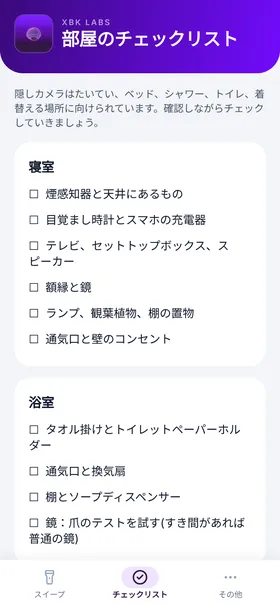 XBK LABS
部屋のチェックリスト
隠しカメラはたいてい、ベッド、シャワー、トイレ、着
替える場所に向けられています。確認しながらチェック
していきましょう。
寝室
☐ 煙感知器と天井にあるもの
☐ 目覚まし時計とスマホの充電器
☐ テレビ、セットトップボックス、ス
ピーカー
☐ 額縁と鏡
☐ ランプ、観葉植物、棚の置物
☐ 通気口と壁のコンセント
浴室
☐ タオル掛けとトイレットペーパーホル
ダー
☐ 通気口と換気扇
☐ 棚とソープディスペンサー
☐ 鏡：爪のテストを試す(すき間があれば
普通の鏡)
スイープ
チェックリスト
その他